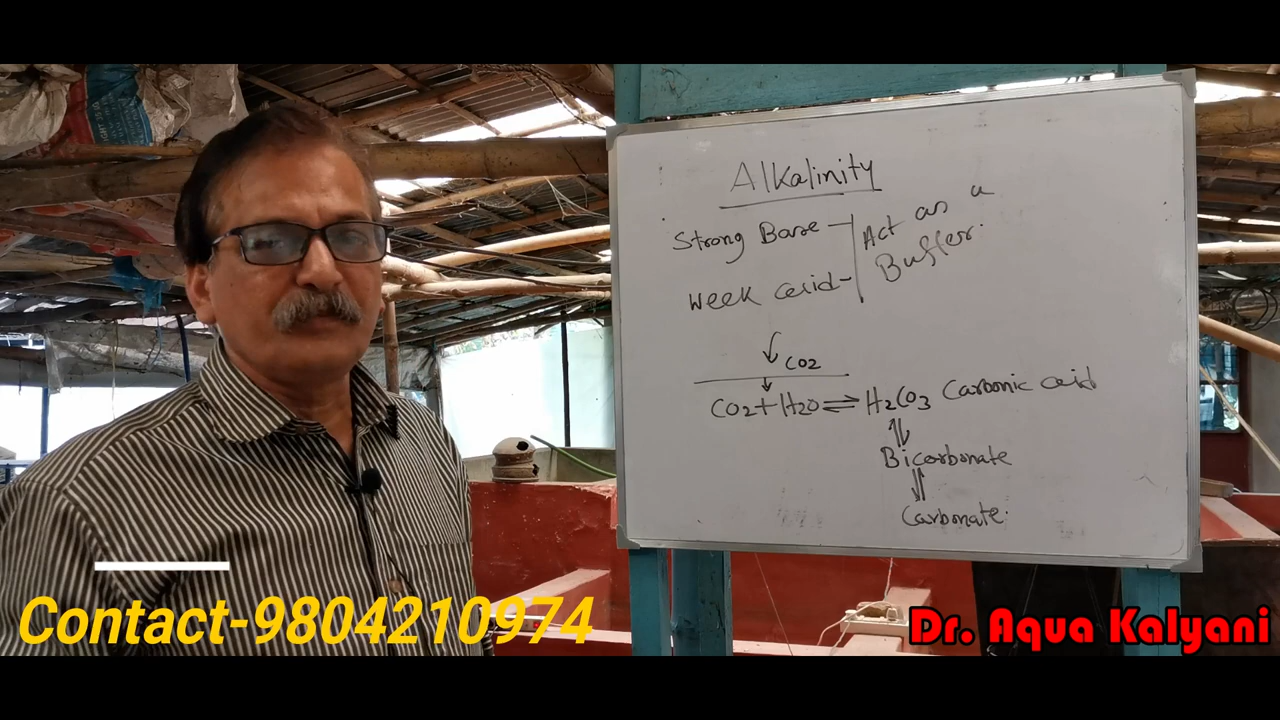 Alkalinity
Strong Base - Act as a
Buffer.
Week acid -
CO2
CO2 + H2O ⇌ H2CO3 Carbonic acid
Bicarbonate
Carbonate.
Contact-9804210974
Dr. Aqua Kalyani